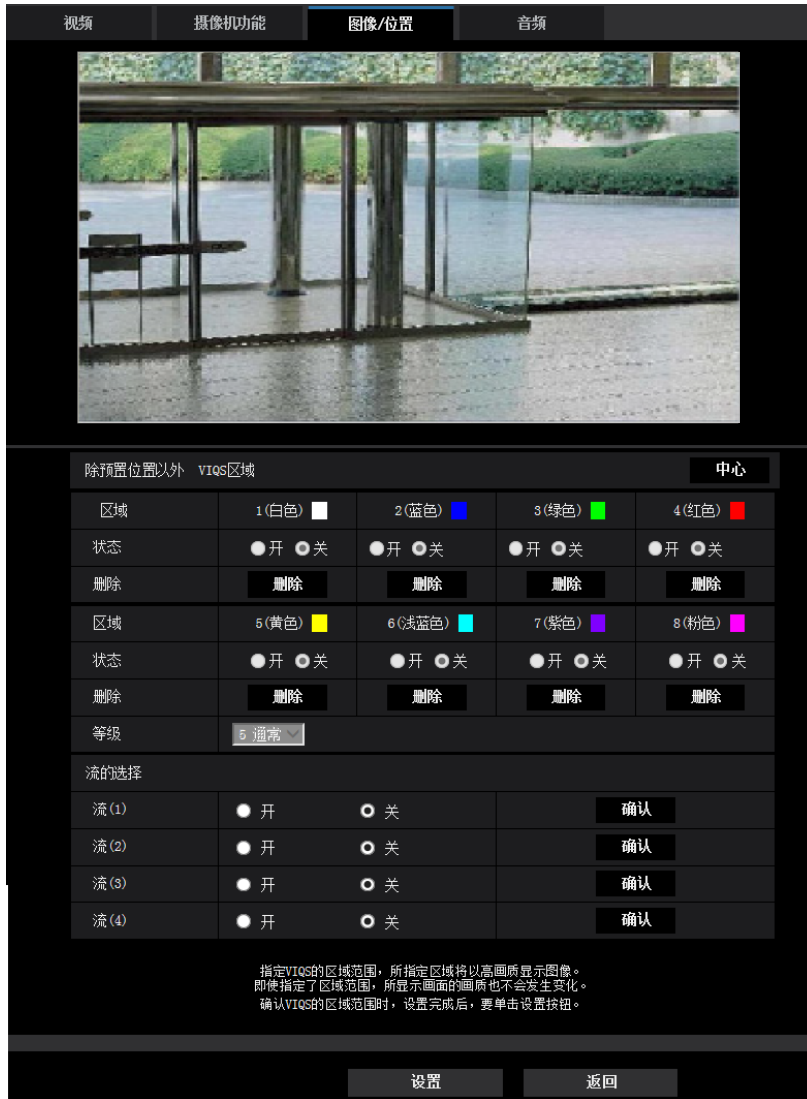 视频 摄像机功能 图像/位置 音频
除预置位置以外 VIQS区域 中心
区域 1(白色) 2(蓝色) 3(绿色) 4(红色)
状态 开 关 开 关 开 关 开 关
删除 删除 删除 删除 删除
区域 5(黄色) 6(浅蓝色) 7(紫色) 8(粉色)
状态 开 关 开 关 开 关 开 关
删除 删除 删除 删除 删除
等级 5 通常
流的选择
流(1) 开 关 确认
流(2) 开 关 确认
流(3) 开 关 确认
流(4) 开 关 确认
指定VIQS的区域范围，所指定区域将以高画质显示图像。
即使指定了区域范围，所显示画面的画质也不会发生变化。
确认VIQS的区域范围时，设置完成后，要单击设置按钮。
设置 返回